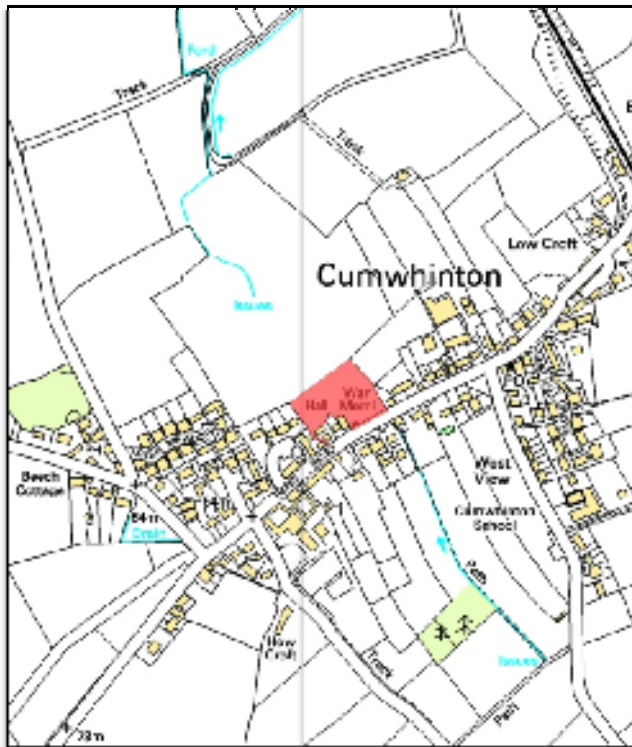 Ford
Track
Track
Low Croft
Cumwhinton
Issues
Hall
War
Meml
Beech
Cottage
West
View
64m
Drain
Cumwhinton
School
Path
How
Croft
Track
Issues
Path
73m